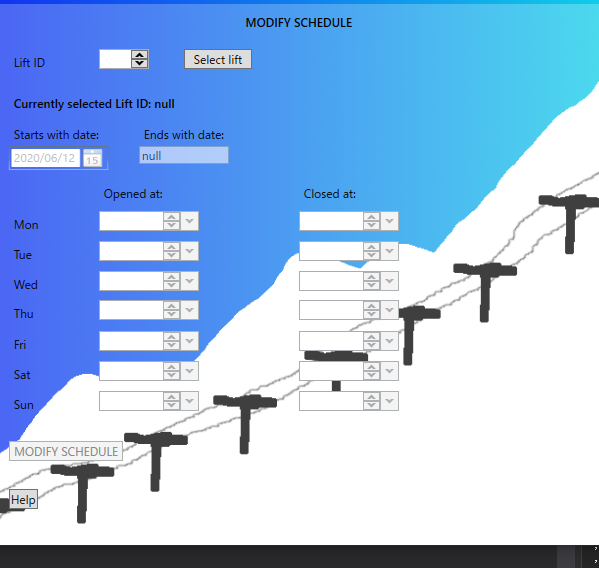 MODIFY SCHEDULE
Lift ID
Select lift
Currently selected Lift ID: null
Starts with date: Ends with date:
2020/06/12 15 null
Opened at: Closed at:
Mon
Tue
Wed
Thu
Fri
Sat
Sun
MODIFY SCHEDULE
Help